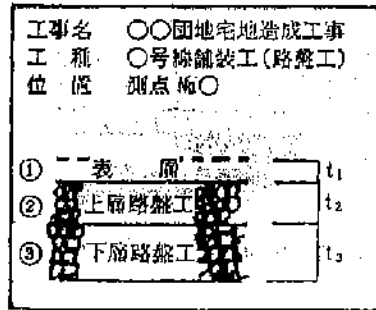 工事名 ○○団地宅地造成工事
工種 ○号線舗装工(路盤工)
位置 測点№○
① 表層 t₁
② 上層路盤工 t₂
③ 下層路盤工 t₃